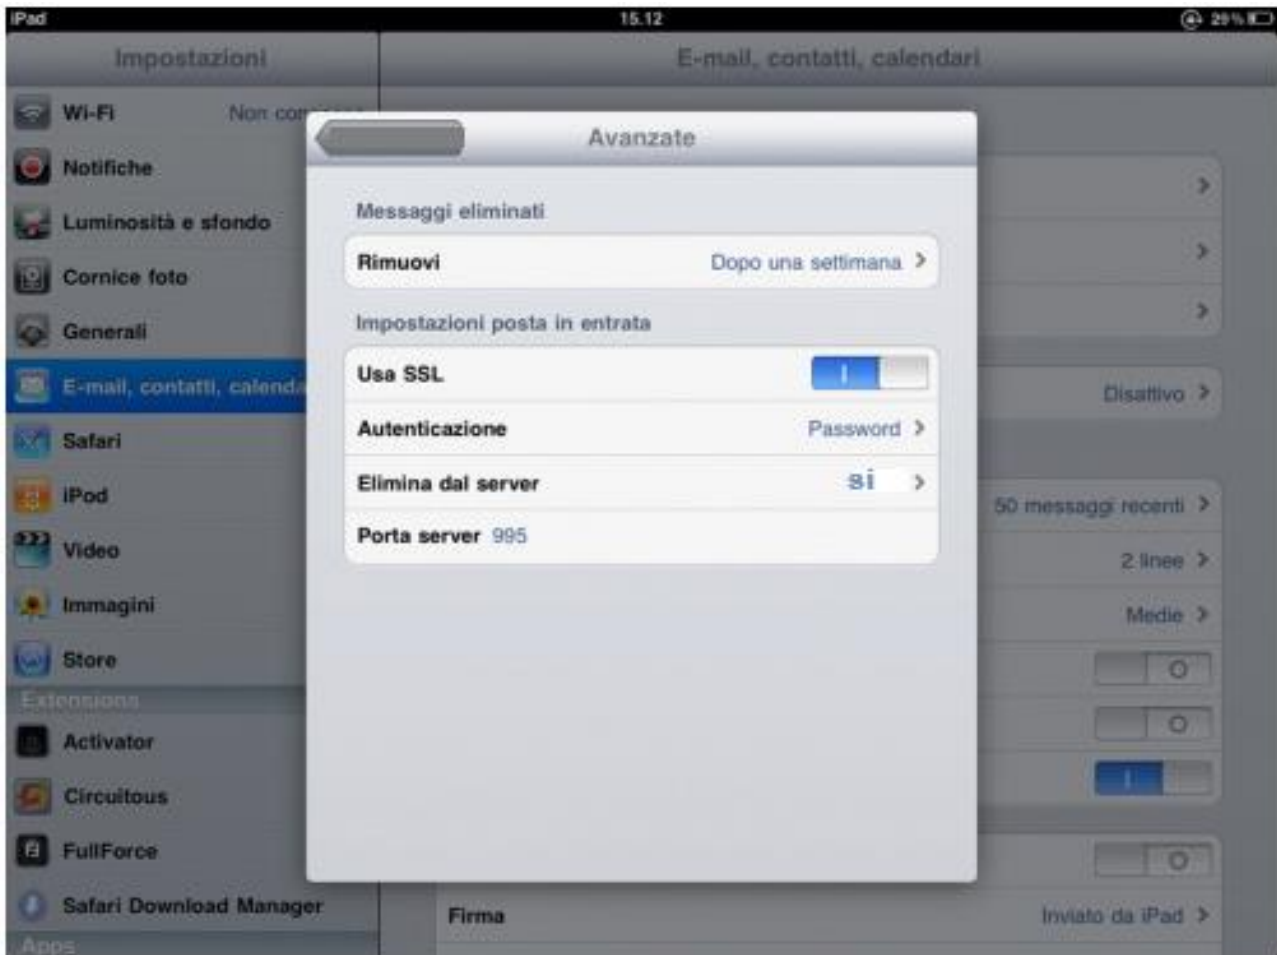 iPad 15.12 29%
Impostazioni
E-mail, contatti, calendari
Wi-Fi
Notifiche
Luminosità e sfondo
Cornice foto
Generali
E-mail, contatti, calenda
Safari
iPod
Video
Immagini
Store
Extensions
Activator
Circuitous
FullForce
Safari Download Manager
Apps
Avanzate
Messaggi eliminati
Rimuovi Dopo una settimana
Impostazioni posta in entrata
Usa SSL
Autenticazione Password
Elimina dal server si
Porta server 995
Disattivo
50 messaggi recenti
2 linee
Medie
Firma Inviato da iPad